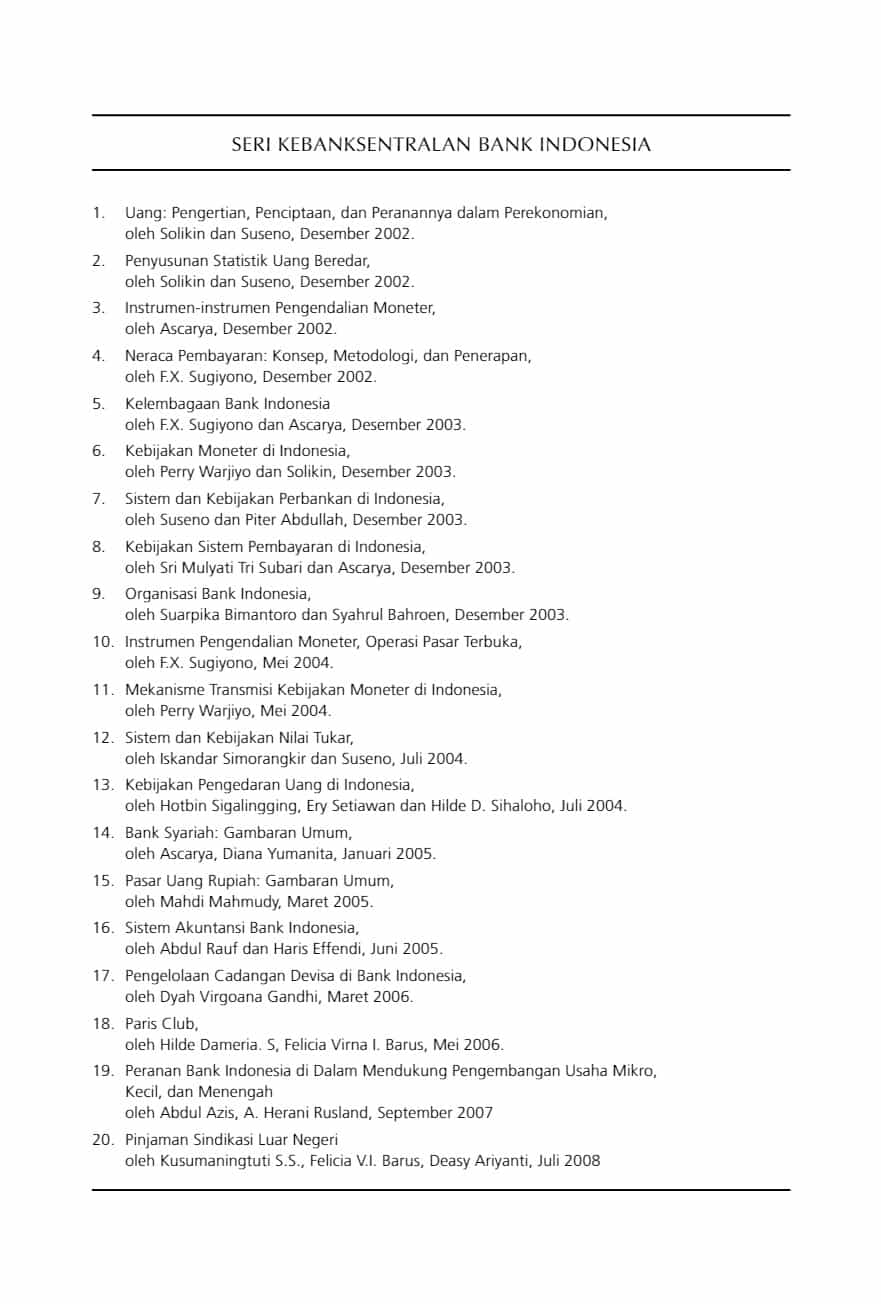 SERI KEBANKSENTRALAN BANK INDONESIA
1. Uang: Pengertian, Penciptaan, dan Peranannya dalam Perekonomian,
oleh Solikin dan Suseno, Desember 2002.
2. Penyusunan Statistik Uang Beredar,
oleh Solikin dan Suseno, Desember 2002.
3. Instrumen-instrumen Pengendalian Moneter,
oleh Ascarya, Desember 2002.
4. Neraca Pembayaran: Konsep, Metodologi, dan Penerapan,
oleh F.X. Sugiyono, Desember 2002.
5. Kelembagaan Bank Indonesia
oleh F.X. Sugiyono dan Ascarya, Desember 2003.
6. Kebijakan Moneter di Indonesia,
oleh Perry Warjiyo dan Solikin, Desember 2003.
7. Sistem dan Kebijakan Perbankan di Indonesia,
oleh Suseno dan Piter Abdullah, Desember 2003.
8. Kebijakan Sistem Pembayaran di Indonesia,
oleh Sri Mulyati Tri Subari dan Ascarya, Desember 2003.
9. Organisasi Bank Indonesia,
oleh Suarpika Bimantoro dan Syahrul Bahroen, Desember 2003.
10. Instrumen Pengendalian Moneter, Operasi Pasar Terbuka,
oleh F.X. Sugiyono, Mei 2004.
11. Mekanisme Transmisi Kebijakan Moneter di Indonesia,
oleh Perry Warjiyo, Mei 2004.
12. Sistem dan Kebijakan Nilai Tukar,
oleh Iskandar Simorangkir dan Suseno, Juli 2004.
13. Kebijakan Pengedaran Uang di Indonesia,
oleh Hotbin Sigalingging, Ery Setiawan dan Hilde D. Sihaloho, Juli 2004.
14. Bank Syariah: Gambaran Umum,
oleh Ascarya, Diana Yumanita, Januari 2005.
15. Pasar Uang Rupiah: Gambaran Umum,
oleh Mahdi Mahmudy, Maret 2005.
16. Sistem Akuntansi Bank Indonesia,
oleh Abdul Rauf dan Haris Effendi, Juni 2005.
17. Pengelolaan Cadangan Devisa di Bank Indonesia,
oleh Dyah Virgoana Gandhi, Maret 2006.
18. Paris Club,
oleh Hilde Dameria. S, Felicia Virna I. Barus, Mei 2006.
19. Peranan Bank Indonesia di Dalam Mendukung Pengembangan Usaha Mikro,
Kecil, dan Menengah
oleh Abdul Azis, A. Herani Rusland, September 2007
20. Pinjaman Sindikasi Luar Negeri
oleh Kusumaningtuti S.S., Felicia V.I. Barus, Deasy Ariyanti, Juli 2008